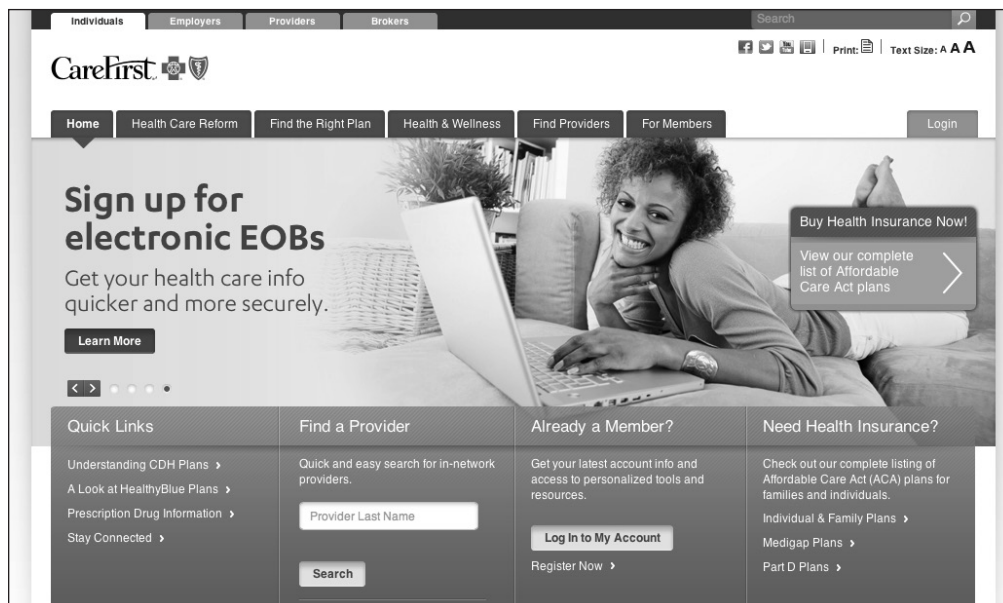 Individuals
Employers
Providers
Brokers
Search
Print:
Text Size: A A A
CareFirst
Home
Health Care Reform
Find the Right Plan
Health & Wellness
Find Providers
For Members
Login
Sign up for
electronic EOBs
Get your health care info
quicker and more securely.
Learn More
Buy Health Insurance Now!
View our complete
list of Affordable
Care Act plans
Quick Links
Understanding CDH Plans
A Look at HealthyBlue Plans
Prescription Drug Information
Stay Connected
Find a Provider
Quick and easy search for in-network
providers.
Provider Last Name
Search
Already a Member?
Get your latest account info and
access to personalized tools and
resources.
Log In to My Account
Register Now
Need Health Insurance?
Check out our complete listing of
Affordable Care Act (ACA) plans for
families and individuals.
Individual & Family Plans
Medigap Plans
Part D Plans